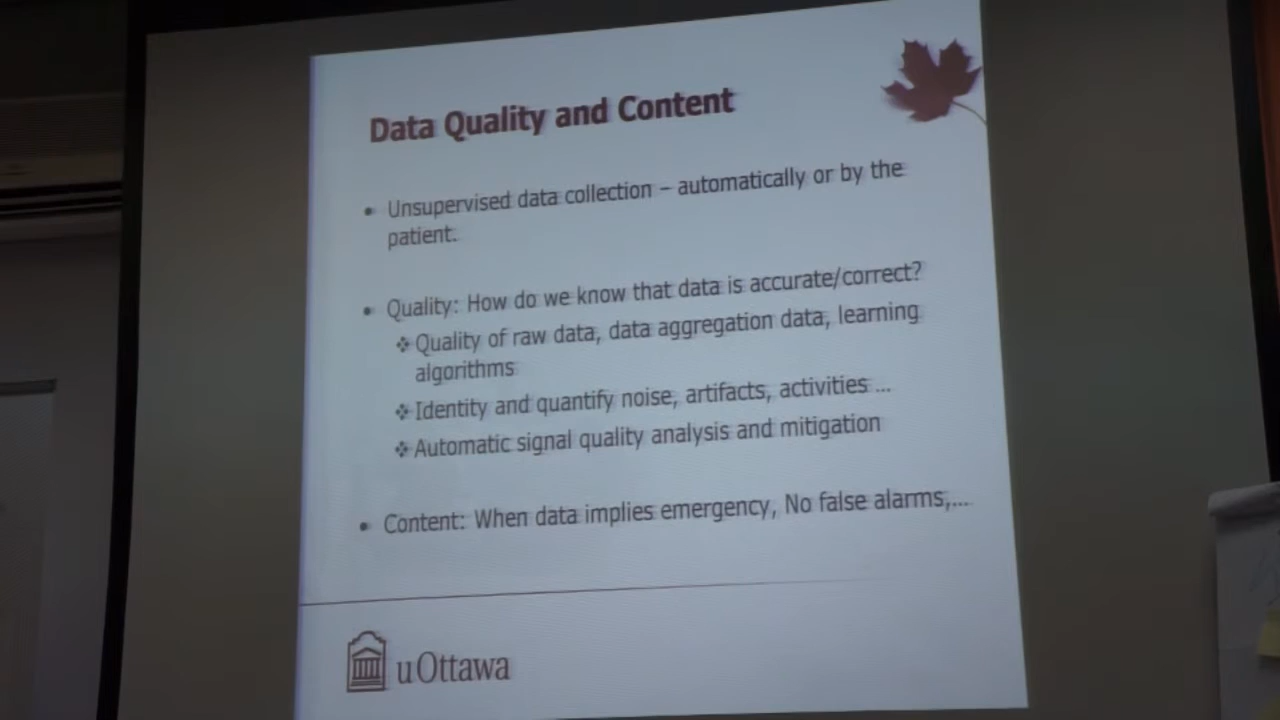 Data Quality and Content
• Unsupervised data collection – automatically or by the
patient.
• Quality: How do we know that data is accurate/correct?
❖ Quality of raw data, data aggregation data, learning
algorithms
❖ Identity and quantify noise, artifacts, activities ...
❖ Automatic signal quality analysis and mitigation
• Content: When data implies emergency, No false alarms,...
uOttawa